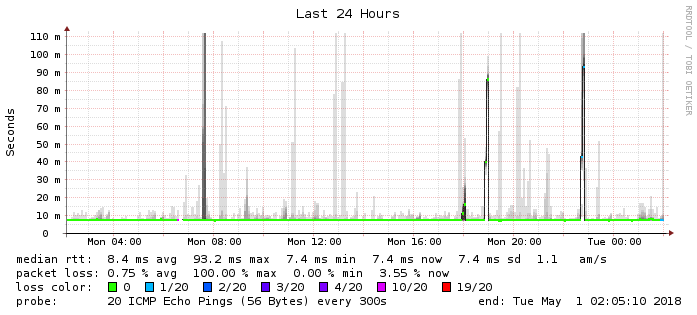 Last 24 Hours
RRDTOOL / TOBI OETIKER
Seconds
110 m
100 m
90 m
80 m
70 m
60 m
50 m
40 m
30 m
20 m
10 m
0
Mon 04:00 Mon 08:00 Mon 12:00 Mon 16:00 Mon 20:00 Tue 00:00
median rtt: 8.4 ms avg 93.2 ms max 7.4 ms min 7.4 ms now 7.4 ms sd 1.1 am/s
packet loss: 0.75 % avg 100.00 % max 0.00 % min 3.55 % now
loss color: 0 1/20 2/20 3/20 4/20 10/20 19/20
probe: 20 ICMP Echo Pings (56 Bytes) every 300s end: Tue May 1 02:05:10 2018